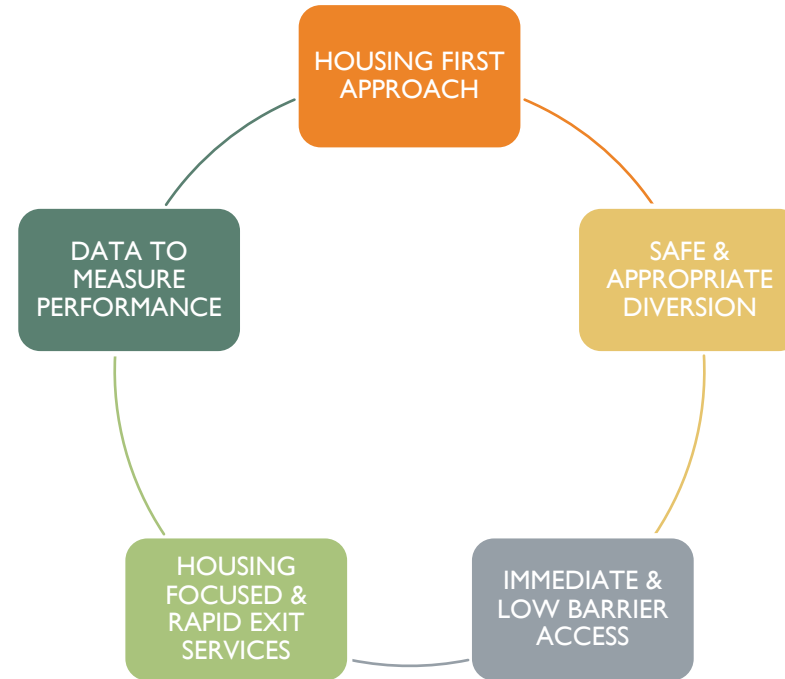 HOUSING FIRST
APPROACH
SAFE &
APPROPRIATE
DIVERSION
IMMEDIATE &
LOW BARRIER
ACCESS
HOUSING
FOCUSED &
RAPID EXIT
SERVICES
DATA TO
MEASURE
PERFORMANCE